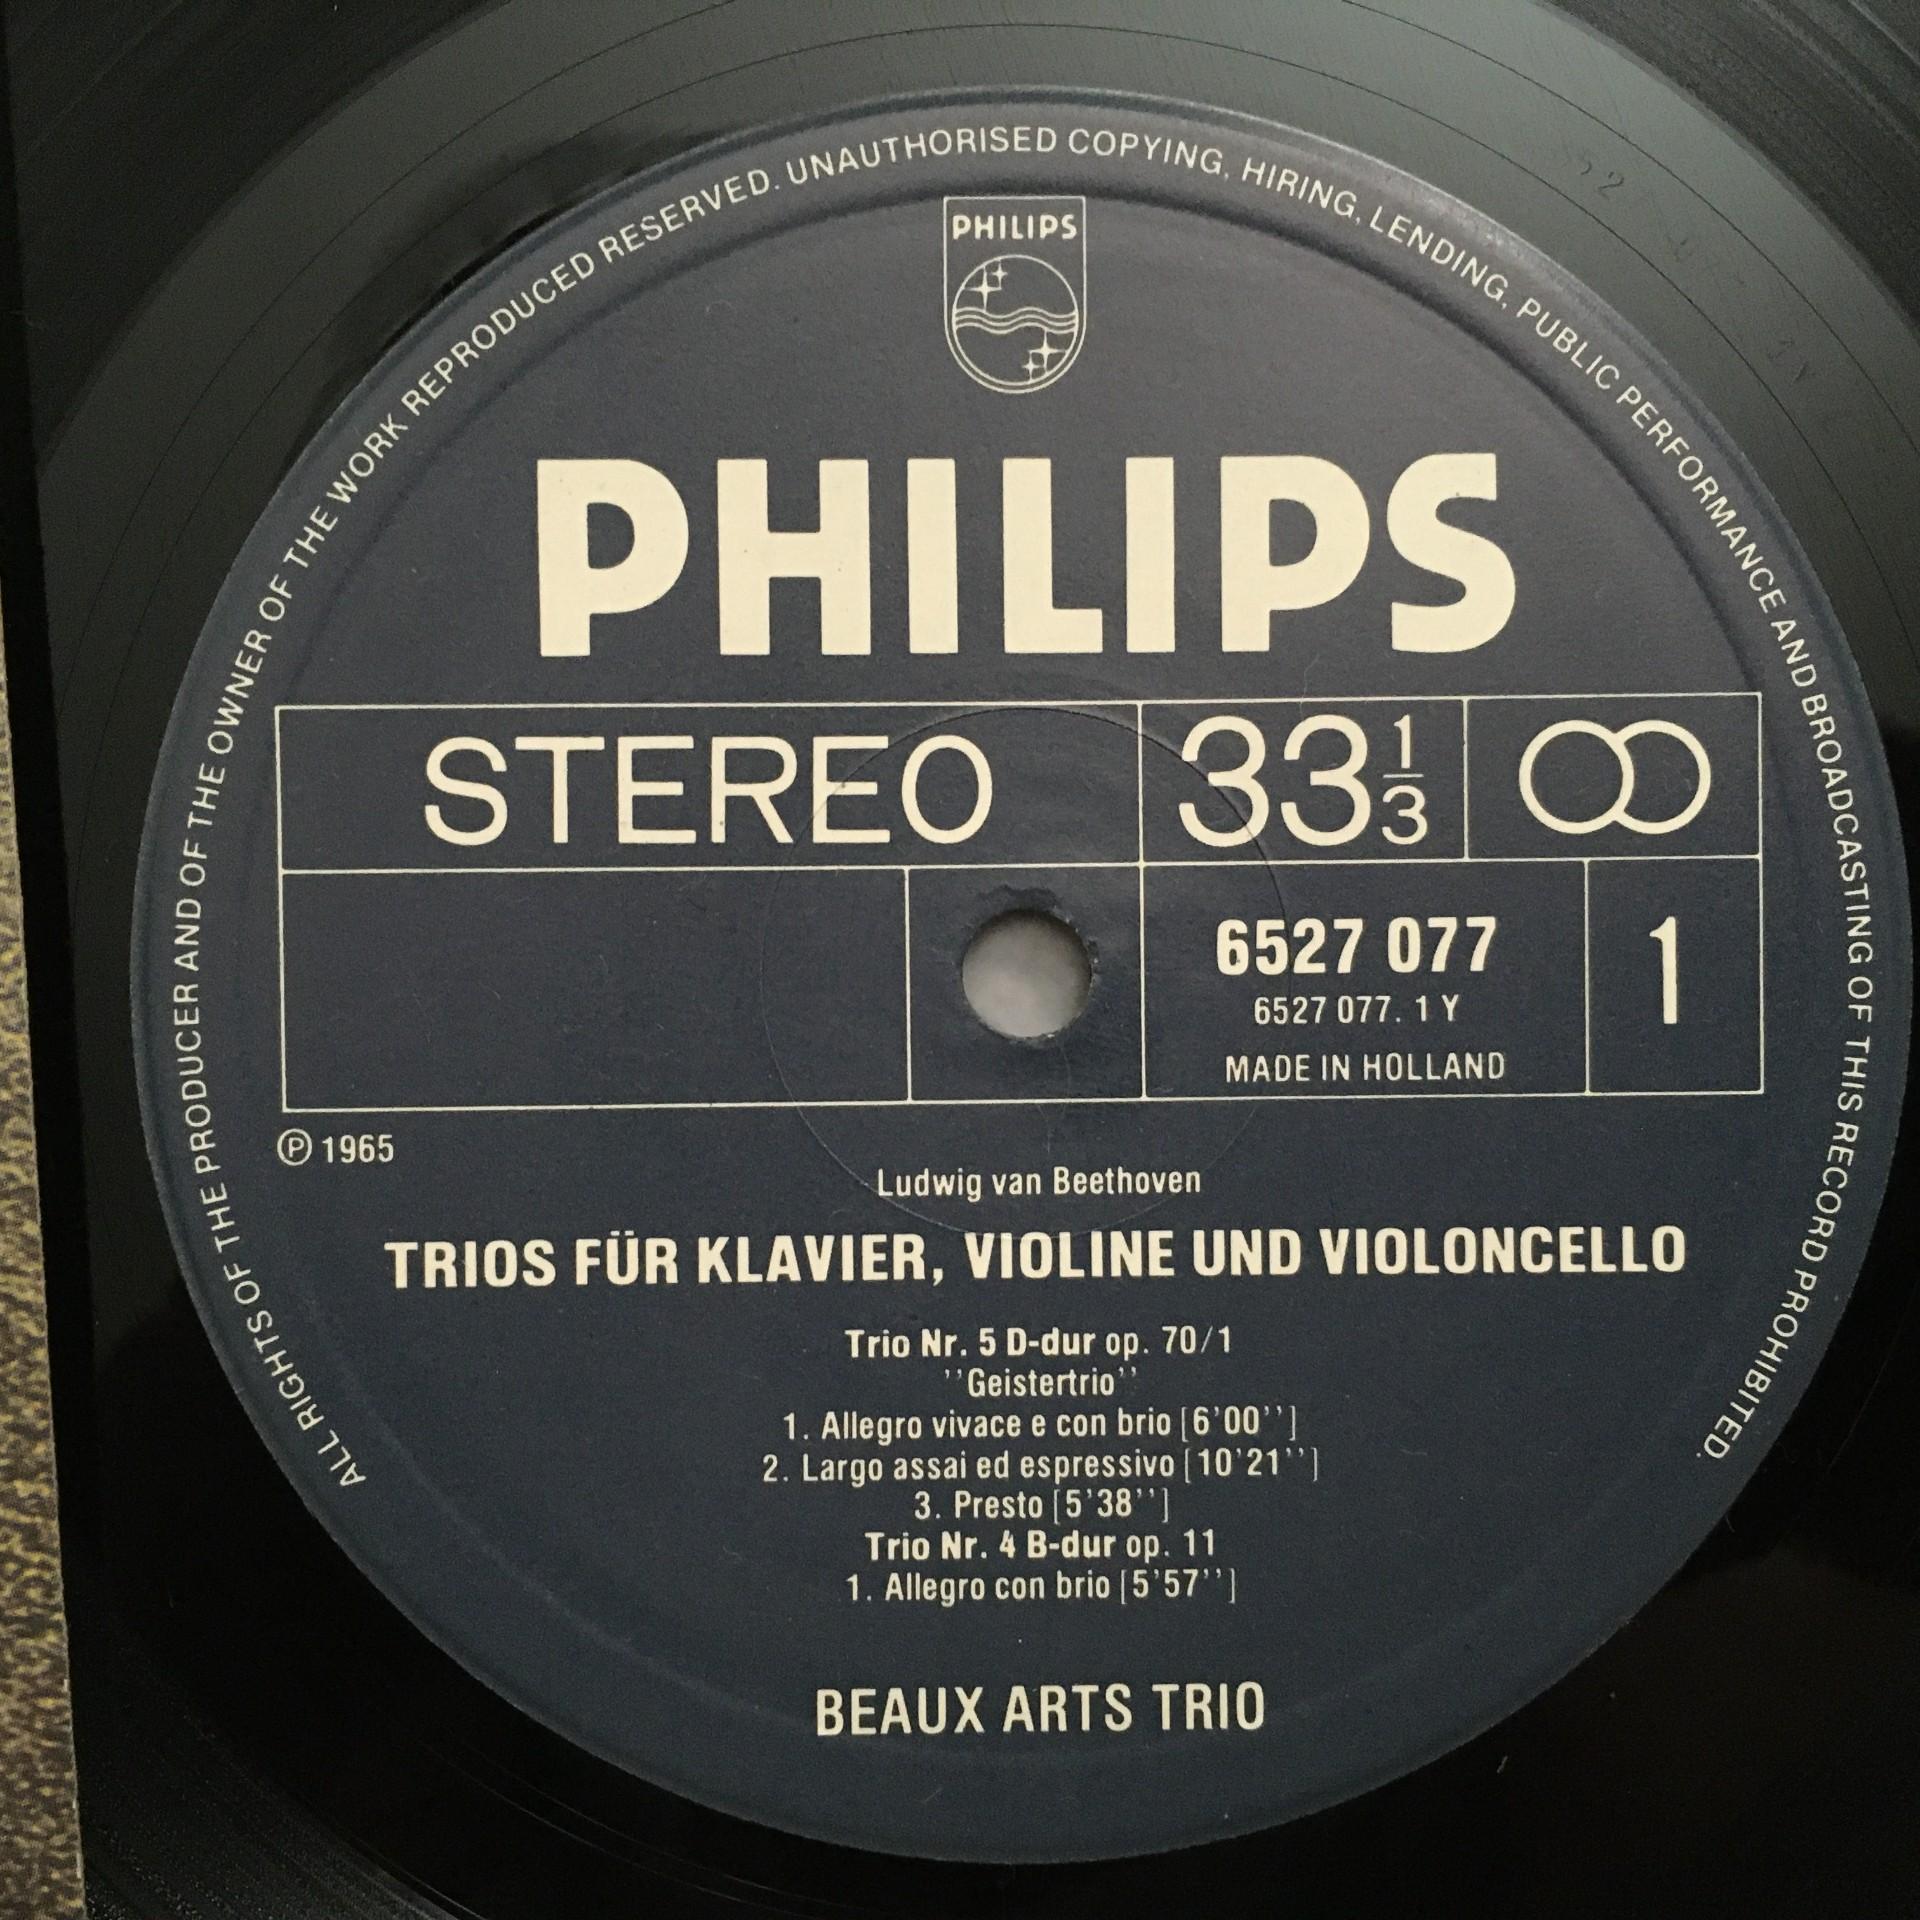 ALL RIGHTS OF THE PRODUCER AND OF THE OWNER OF THE WORK REPRODUCED RESERVED. UNAUTHORISED COPYING, HIRING, LENDING, PUBLIC PERFORMANCE AND BROADCASTING OF THIS RECORD PROHIBITED.
PHILIPS
PHILIPS
STEREO 33 1/3
6527 077 1
6527 077. 1 Y
MADE IN HOLLAND
Ⓟ 1965
Ludwig van Beethoven
TRIOS FÜR KLAVIER, VIOLINE UND VIOLONCELLO
Trio Nr. 5 D-dur op. 70/1
''Geistertrio''
1. Allegro vivace e con brio [6'00'']
2. Largo assai ed espressivo [10'21'']
3. Presto [5'38'']
Trio Nr. 4 B-dur op. 11
1. Allegro con brio [5'57'']
BEAUX ARTS TRIO